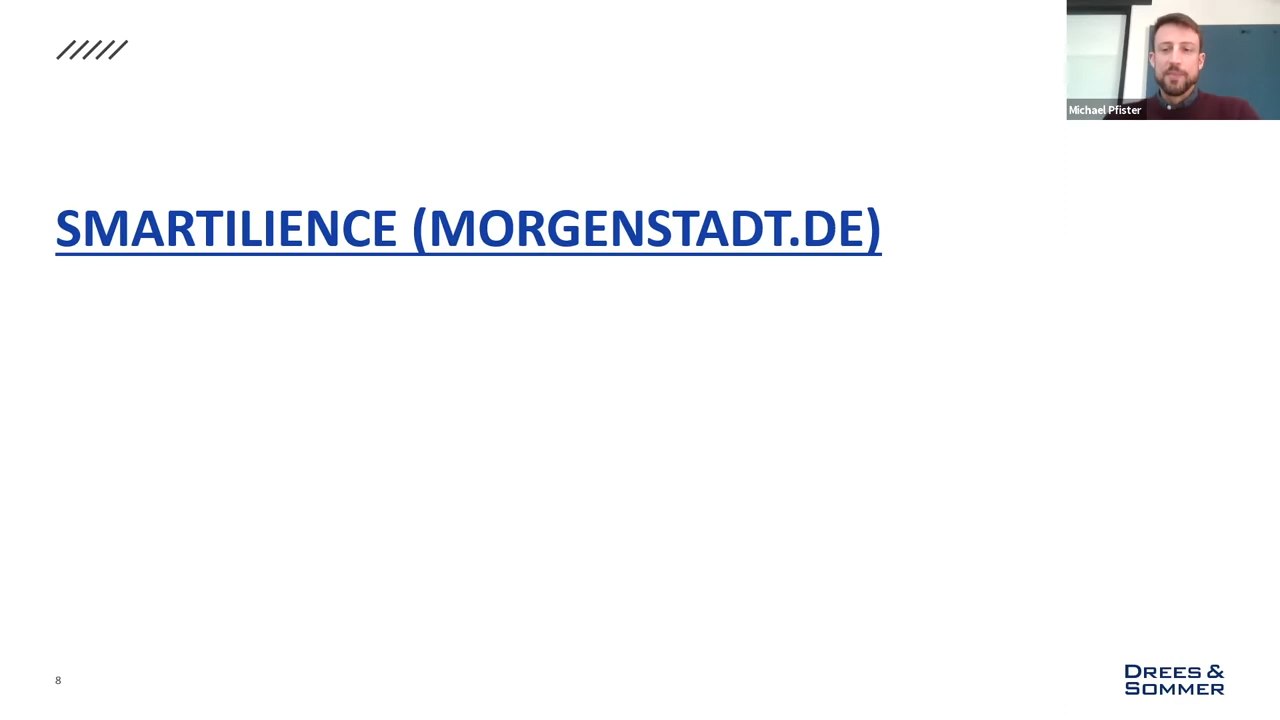 Michael Pfister
SMARTILIENCE (MORGENSTADT.DE)
8
DREES &
SOMMER